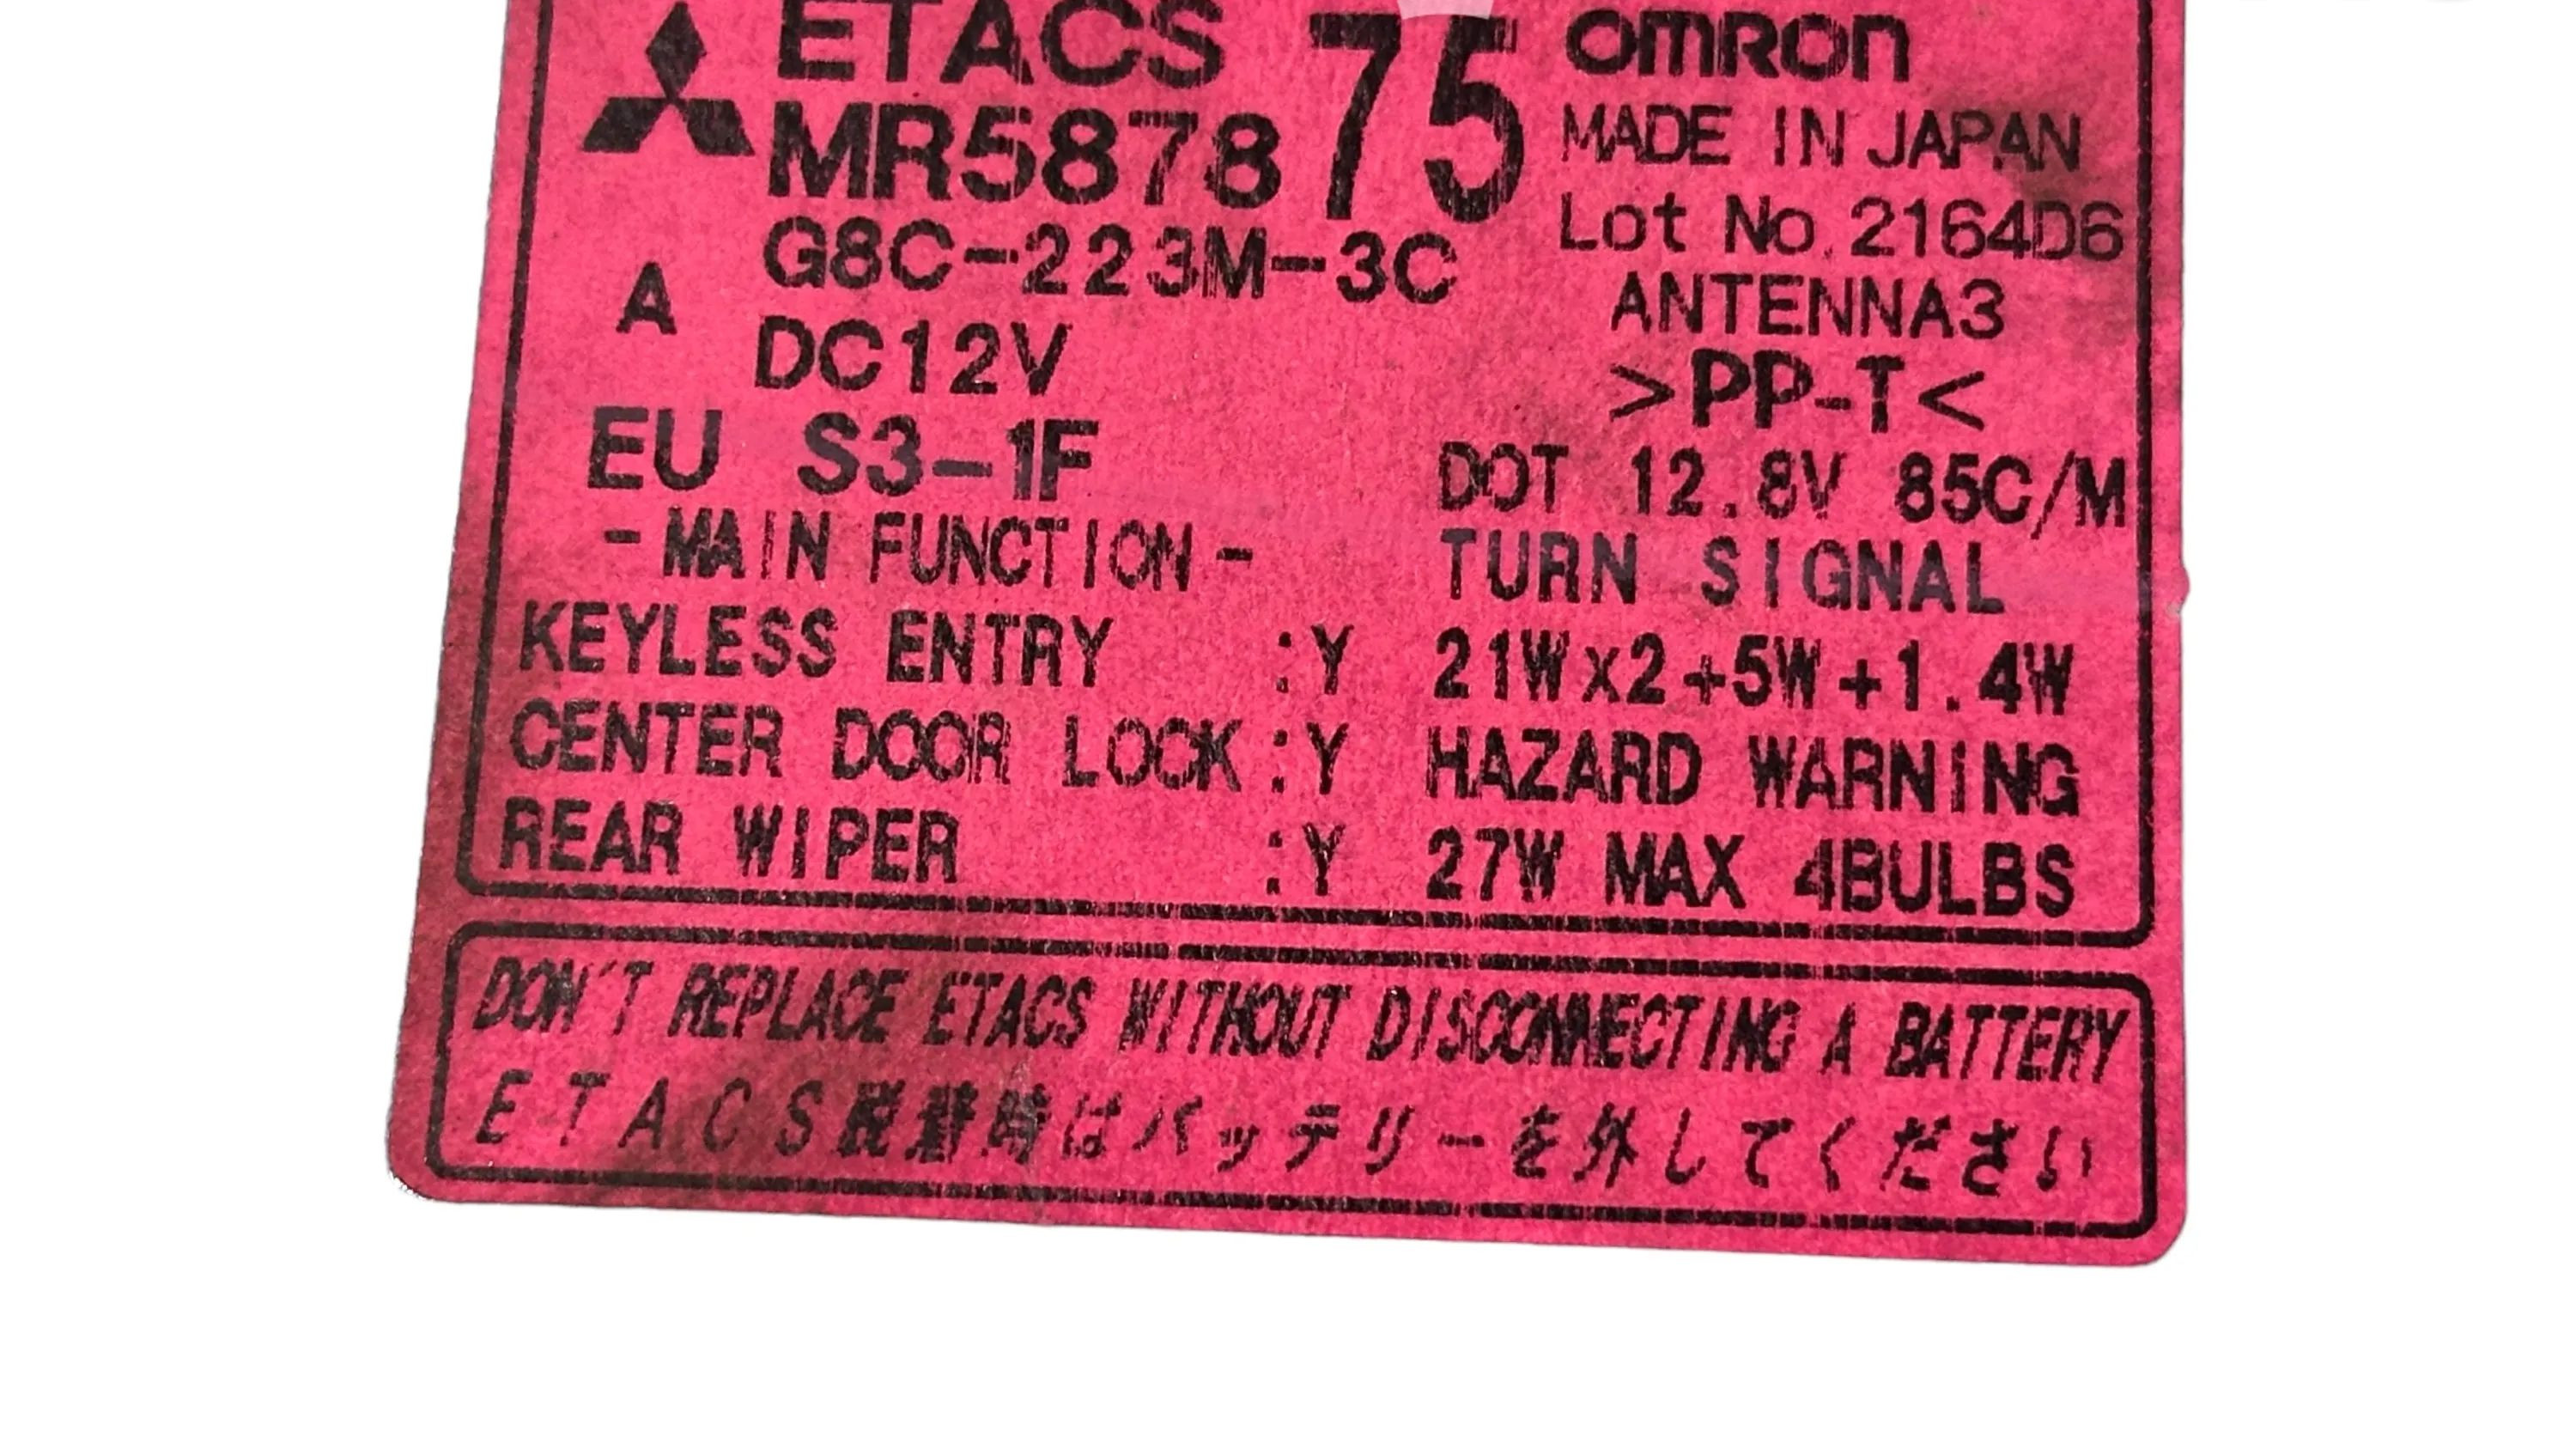 ETACS
MR587875
G8C-223M-3C
A
DC12V
EU S3-1F
-MAIN FUNCTION-
KEYLESS ENTRY :Y
CENTER DOOR LOCK :Y
REAR WIPER :Y
OMRON
MADE IN JAPAN
Lot No. 2164D6
ANTENNA3
>PP-T<
DOT 12.8V 85C/M
TURN SIGNAL
21Wx2+5W+1.4W
HAZARD WARNING
27W MAX 4BULBS
DON'T REPLACE ETACS WITHOUT DISCONNECTING A BATTERY
ETACS脱着時はバッテリーを外してください